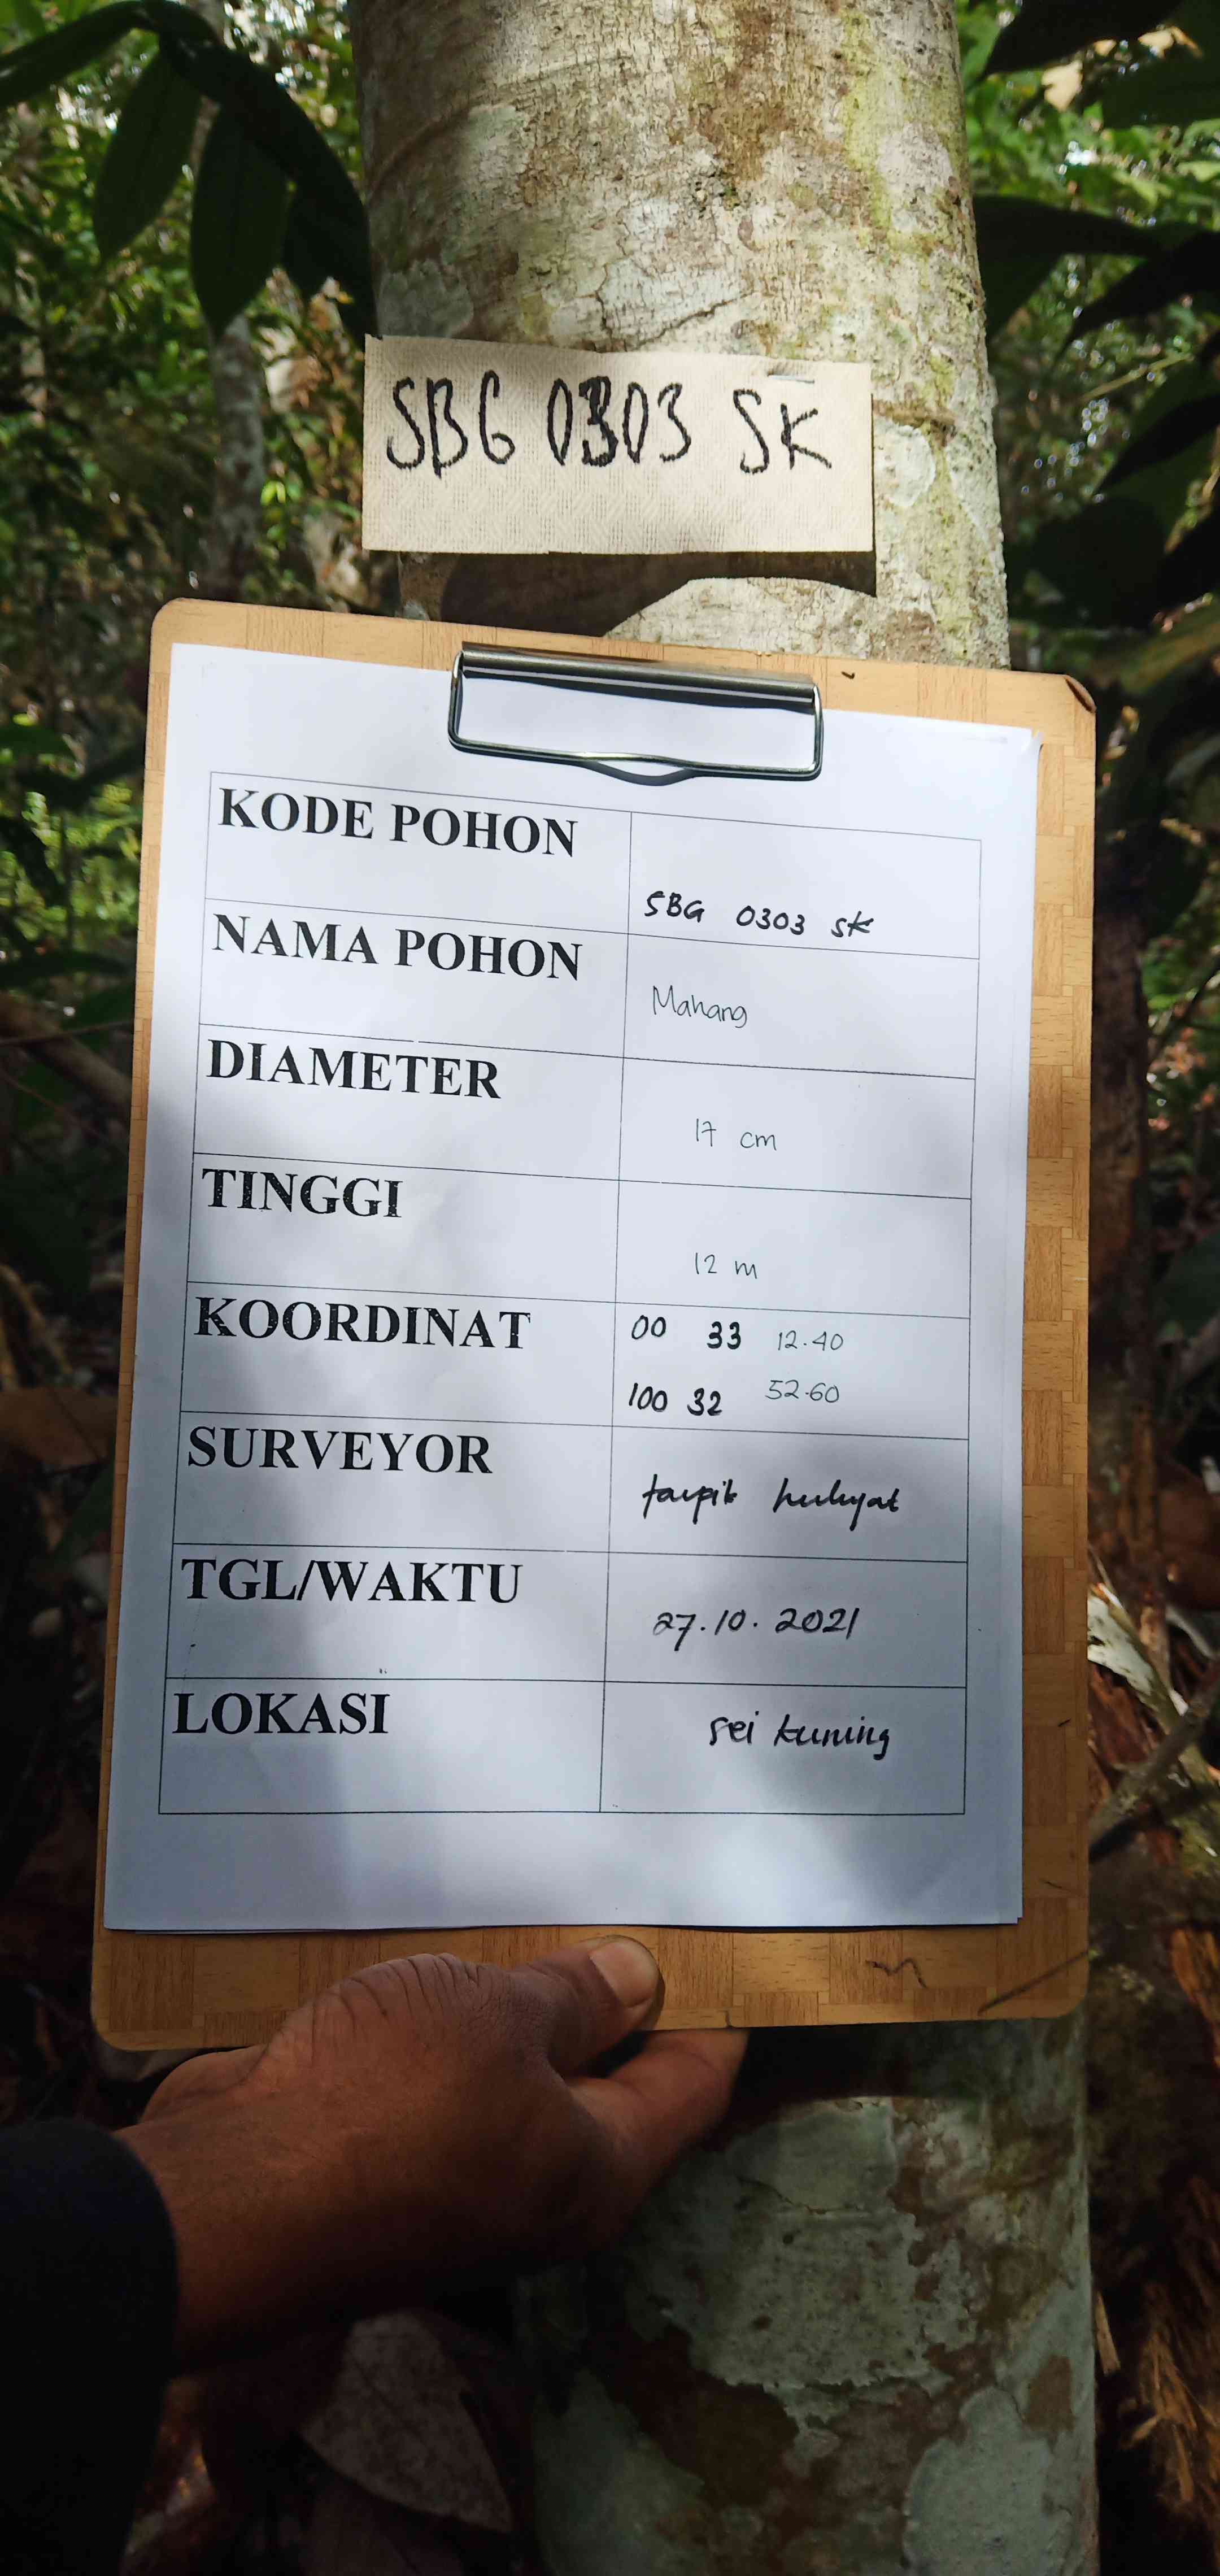 SBG 0303 SK
KODE POHON
SBG 0303 SK
NAMA POHON
Mahang
DIAMETER
17 cm
TINGGI
12 m
KOORDINAT
00 33 12.40
100 32 52.60
SURVEYOR
taupik hidayat
TGL/WAKTU
27.10.2021
LOKASI
sei kuning